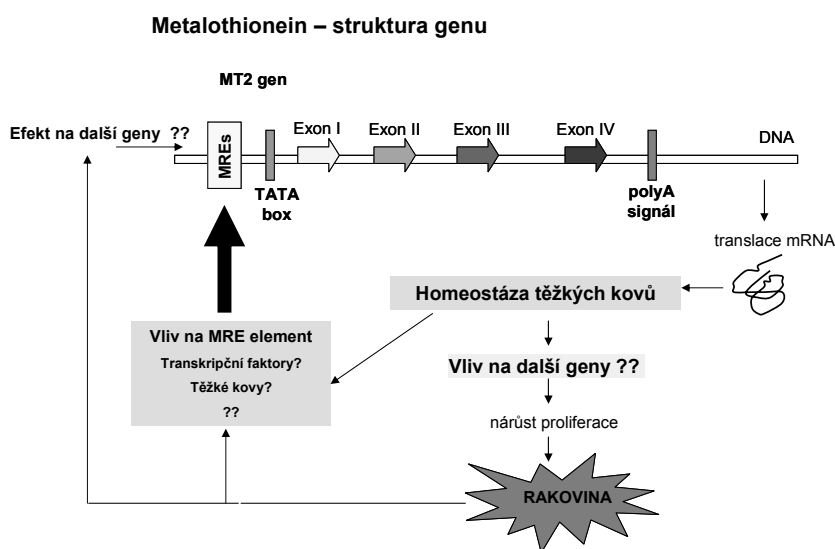 Metalothionein – struktura genu
MT2 gen
Efekt na další geny ??
MREs
Exon I
Exon II
Exon III
Exon IV
DNA
TATA
box
polyA
signál
translace mRNA
Homeostáza těžkých kovů
Vliv na MRE element
Transkripční faktory?
Těžké kovy?
??
Vliv na další geny ??
nárůst proliferace
RAKOVINA